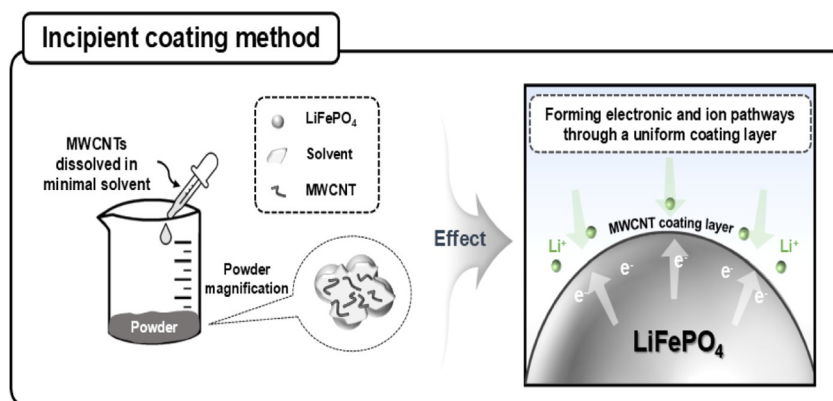 Incipient coating method
MWCNTs
dissolved in
minimal solvent
LiFePO₄
Solvent
MWCNT
Powder
magnification
Powder
Effect
Forming electronic and ion pathways
through a uniform coating layer
MWCNT coating layer
Li⁺
Li⁺
e⁻
e⁻
e⁻
e⁻
e⁻
LiFePO₄